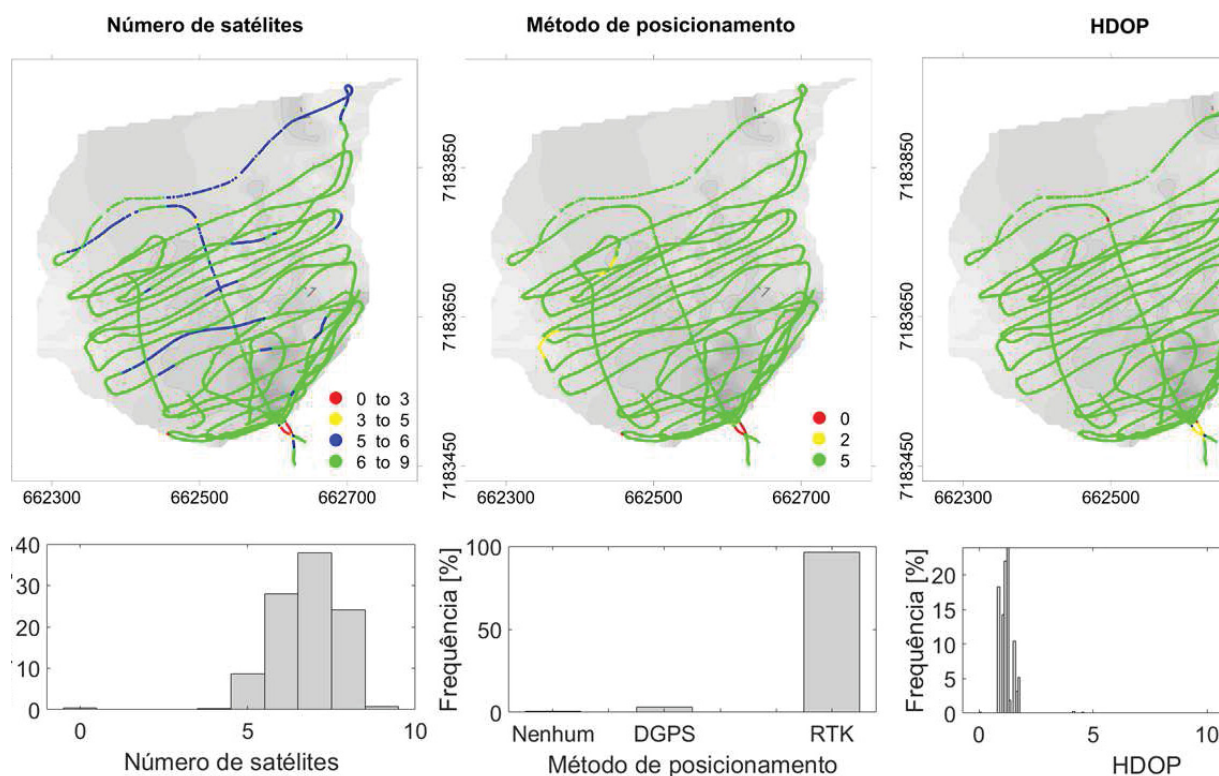 Número de satélites
Método de posicionamento
HDOP
7183850
7183650
7183450
0 to 3
3 to 5
5 to 6
6 to 9
662300
662500
662700
7183850
7183650
7183450
0
2
5
662300
662500
662700
662300
662500
40
30
20
10
0
0
5
10
Número de satélites
Frequência [%]
100
50
0
Nenhum
DGPS
RTK
Método de posicionamento
Frequência [%]
20
15
10
5
0
0
5
10
HDOP